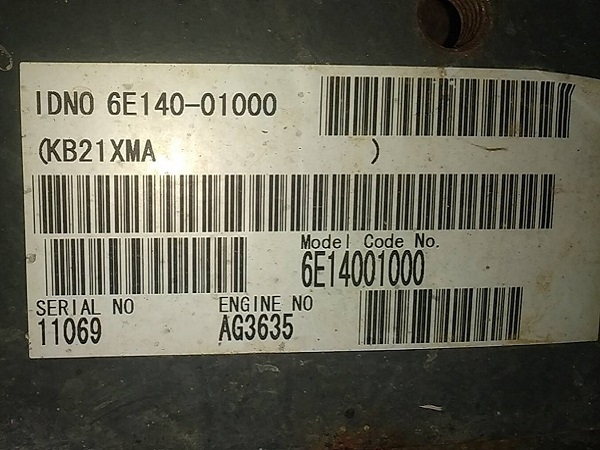 IDNO 6E140-01000
(KB21XMA )
Model Code No.
6E14001000
SERIAL NO ENGINE NO
11069 AG3635